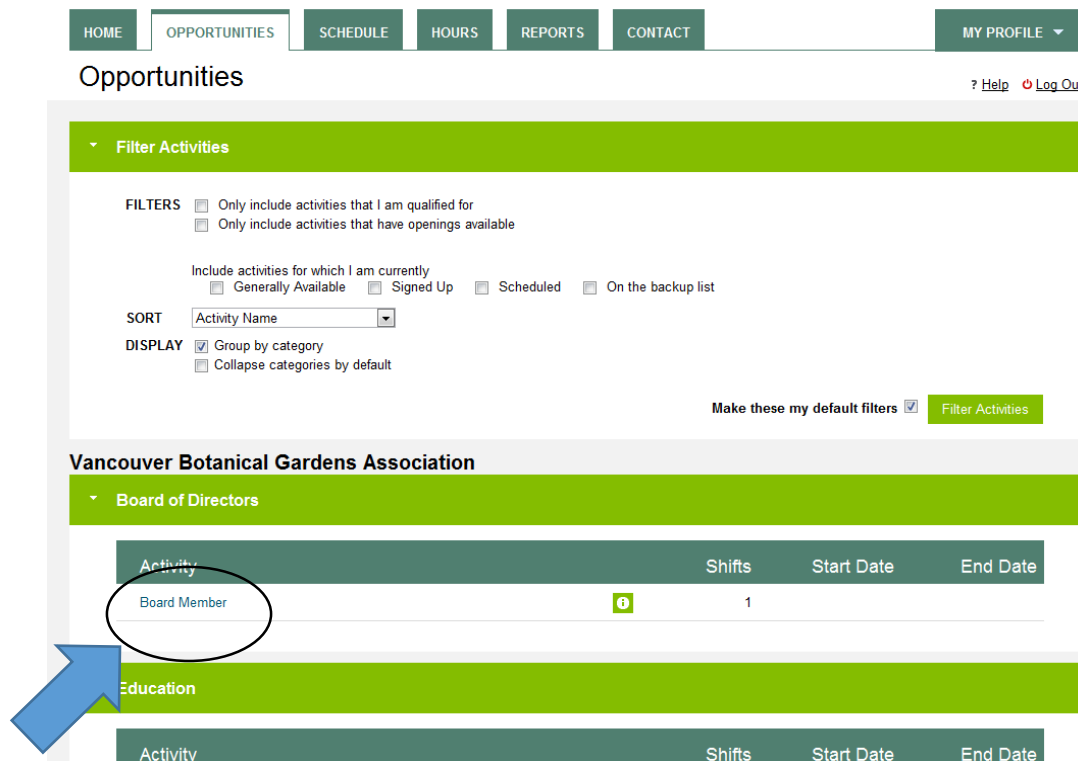 HOME OPPORTUNITIES SCHEDULE HOURS REPORTS CONTACT MY PROFILE
Opportunities
? Help Log Ou
Filter Activities
FILTERS Only include activities that I am qualified for
Only include activities that have openings available
Include activities for which I am currently
Generally Available Signed Up Scheduled On the backup list
SORT Activity Name
DISPLAY Group by category
Collapse categories by default
Make these my default filters Filter Activities
Vancouver Botanical Gardens Association
Board of Directors
Activity Shifts Start Date End Date
Board Member 1
Education
Activity Shifts Start Date End Date